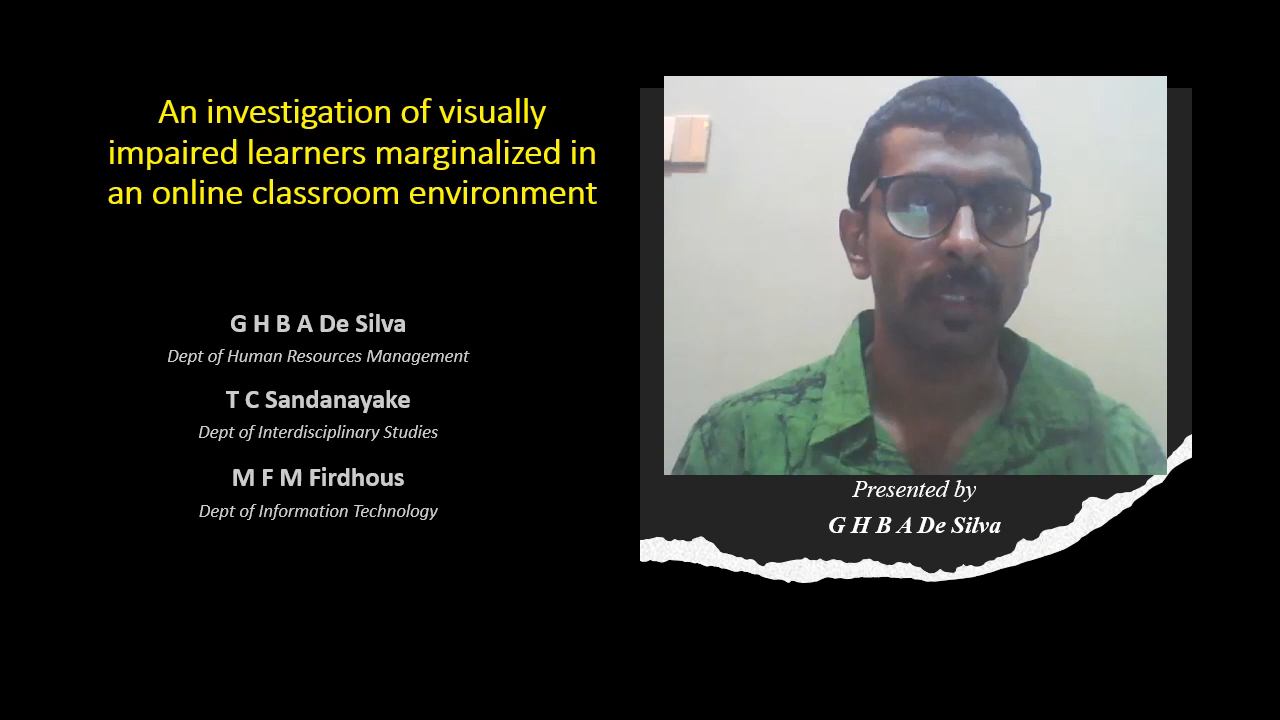 An investigation of visually
impaired learners marginalized in
an online classroom environment
G H B A De Silva
Dept of Human Resources Management
T C Sandanayake
Dept of Interdisciplinary Studies
M F M Firdhous
Dept of Information Technology
Presented by
G H B A De Silva